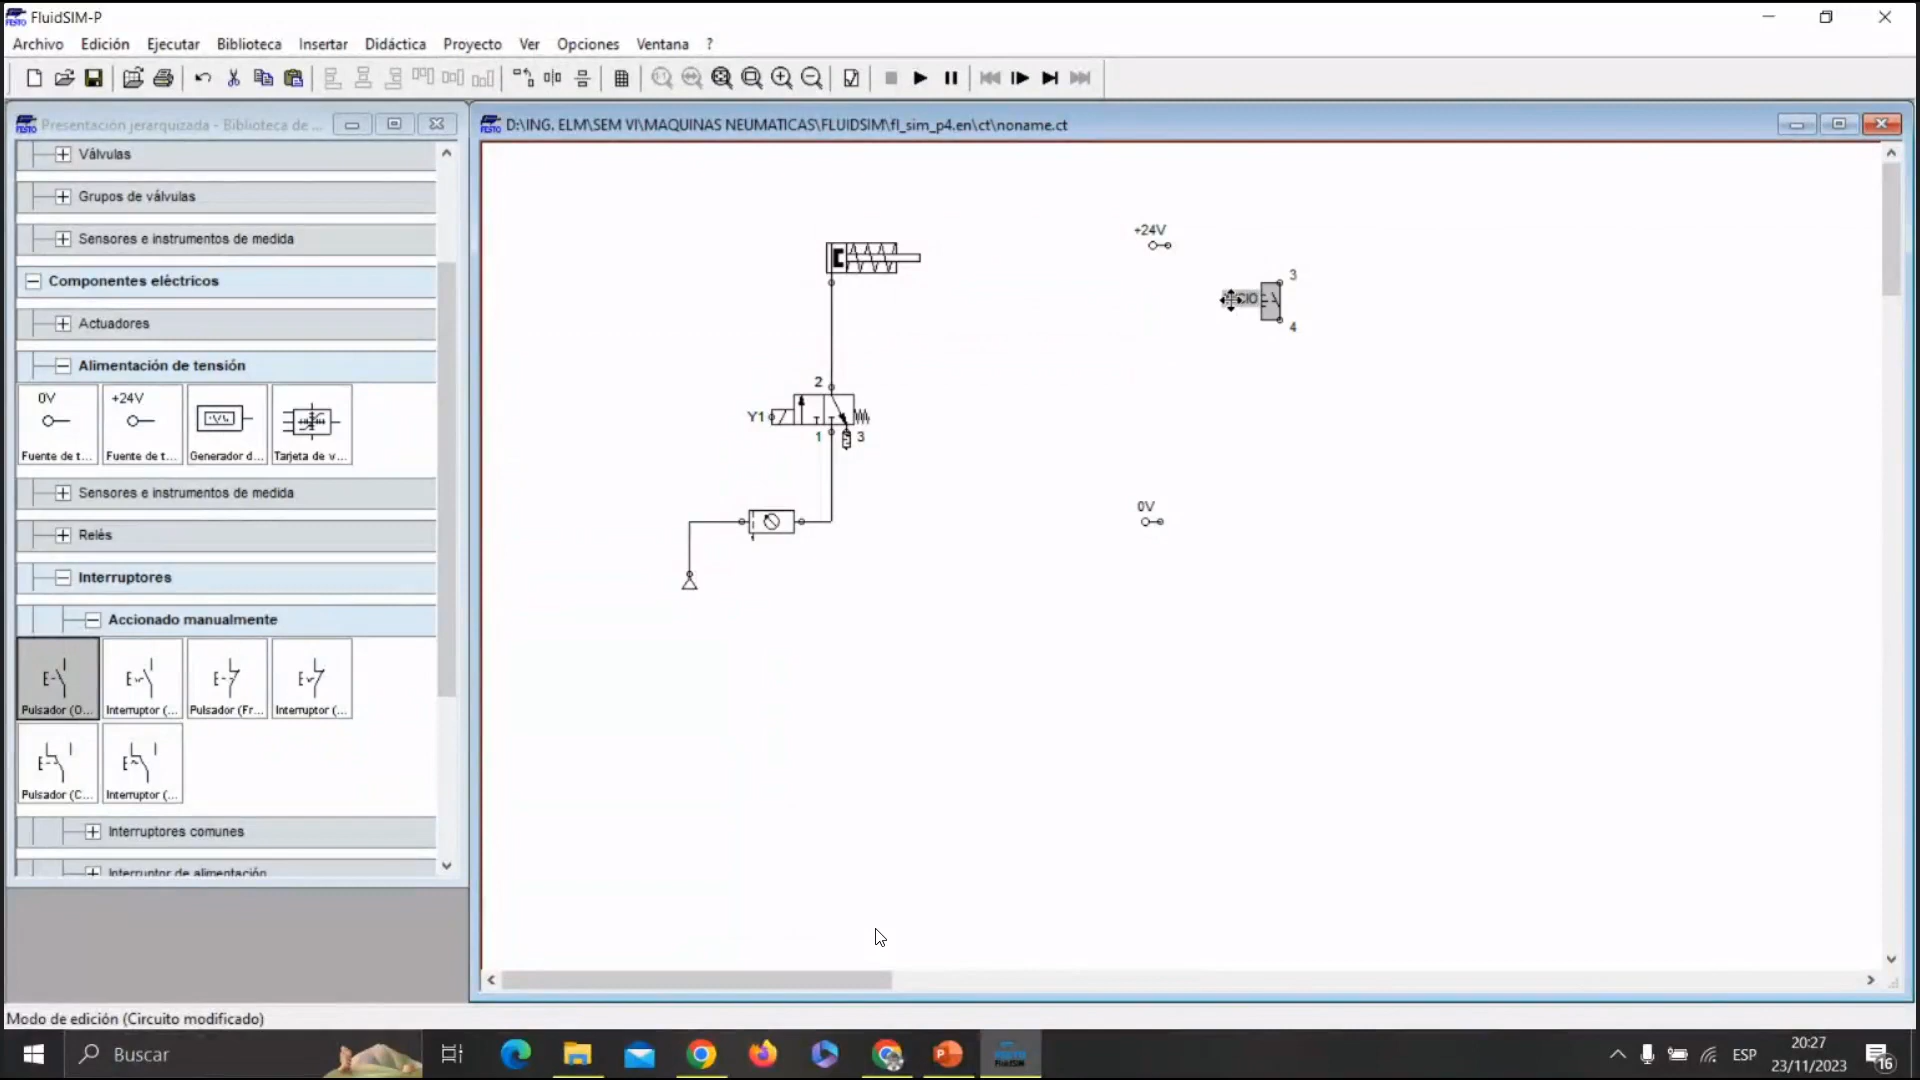 FluidSIM-P
Archivo Edición Ejecutar Biblioteca Insertar Didáctica Proyecto Ver Opciones Ventana ?
Presentación jerarquizada - Biblioteca de ...
D:\ING. ELM\SEM VI\MAQUINAS NEUMATICAS\FLUIDSIM\fl_sim_p4.en\ct\noname.ct
Válvulas
Grupos de válvulas
Sensores e instrumentos de medida
Componentes eléctricos
Actuadores
Alimentación de tensión
0V +24V
Fuente de t... Fuente de t... Generador d... Tarjeta de v...
Sensores e instrumentos de medida
Relés
Interruptores
Accionado manualmente
Pulsador (O... Interruptor (... Pulsador (Fr... Interruptor (...
Pulsador (C... Interruptor (...
Interruptores comunes
Interruptor de alimentación
+24V
3
4
2
Y1
1 3
0V
Modo de edición (Circuito modificado)
Buscar
ESP
20:27
23/11/2023
16